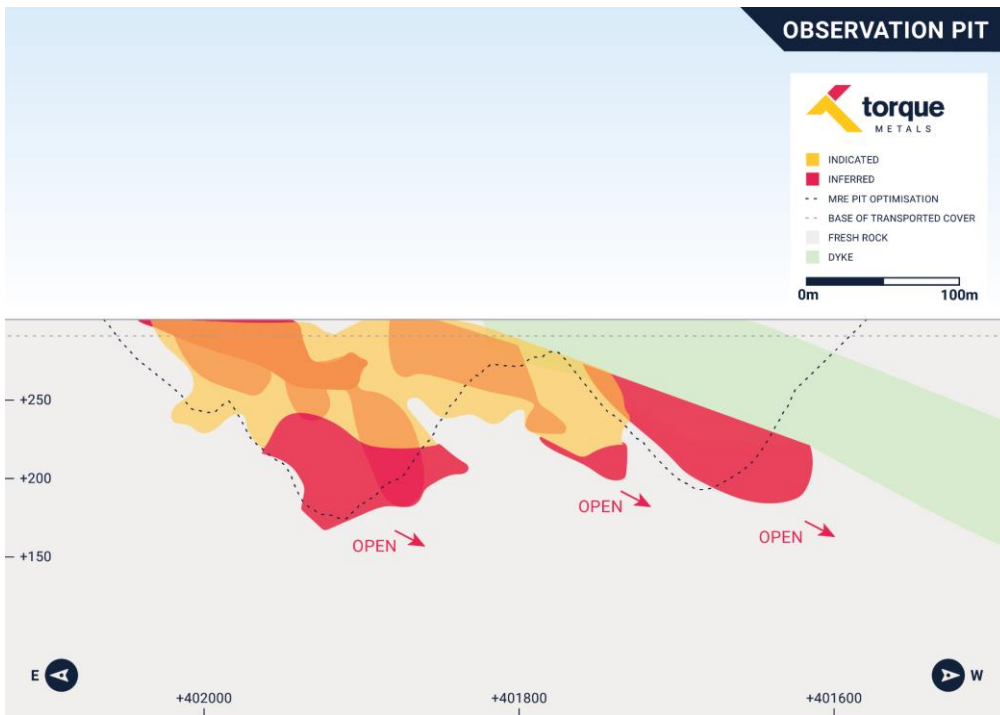 OBSERVATION PIT
torque
METALS
INDICATED
INFERRED
MRE PIT OPTIMISATION
BASE OF TRANSPORTED COVER
FRESH ROCK
DYKE
0m 100m
+250
+200
+150
OPEN
OPEN
OPEN
E W
+402000 +401800 +401600